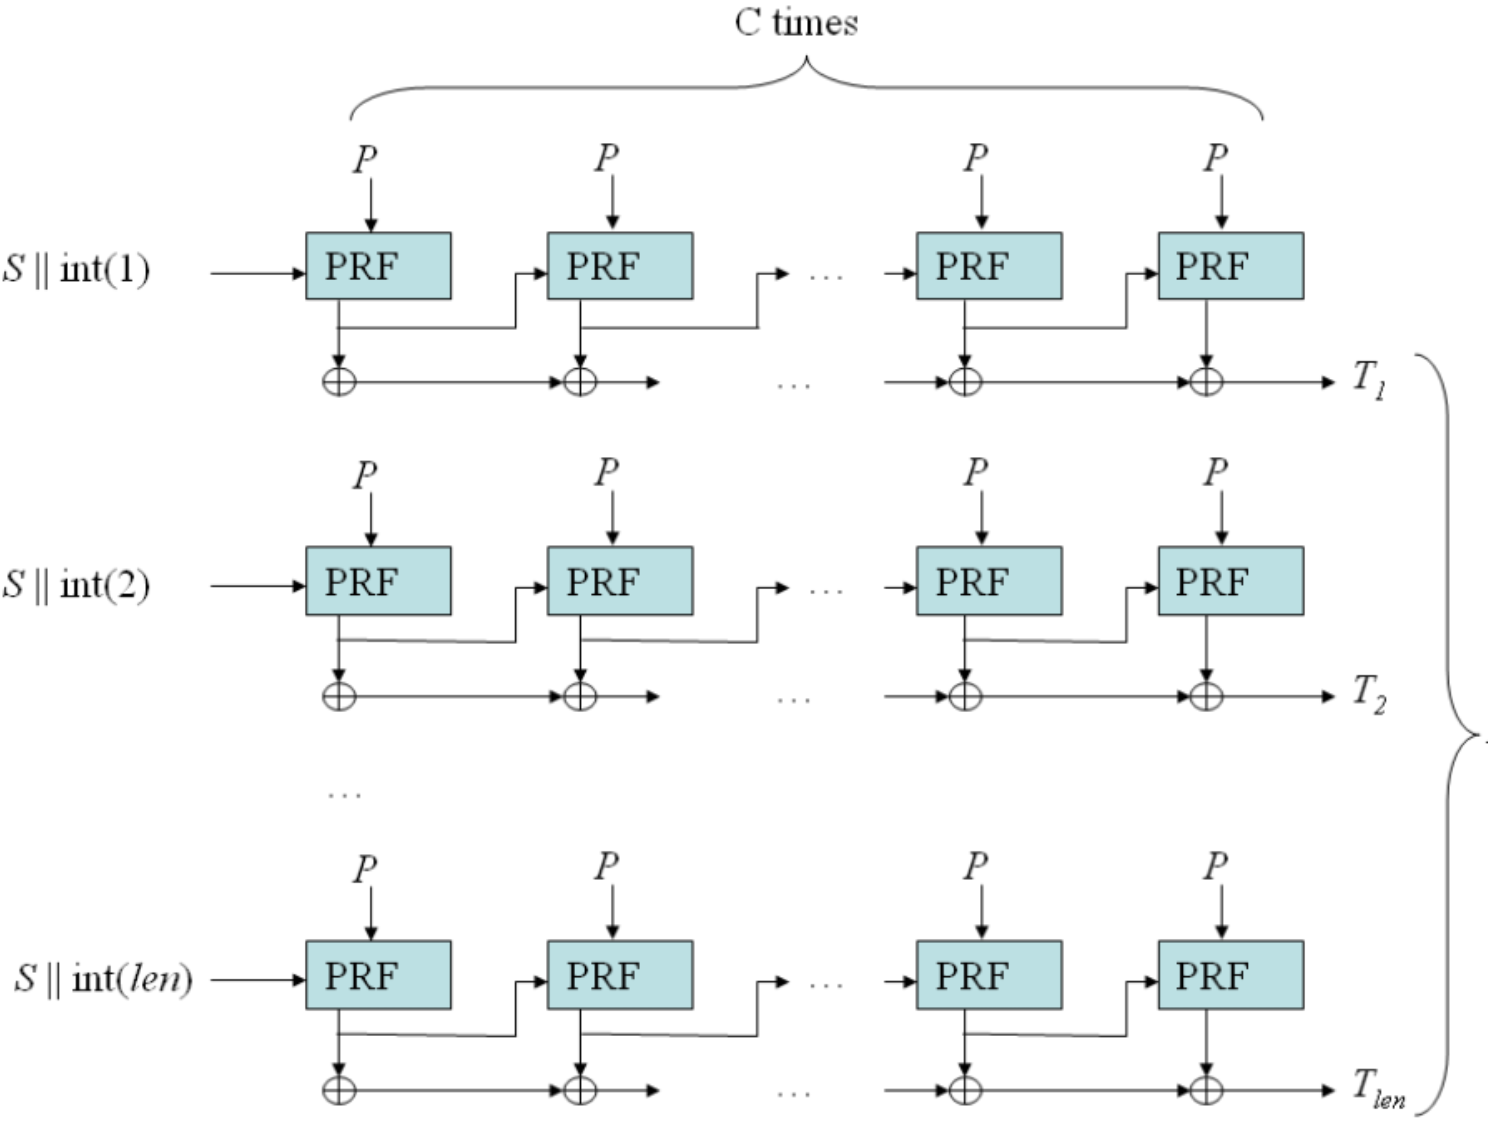 C times
P P P P
S || int(1) PRF PRF ... PRF PRF
... T1
P P P P
S || int(2) PRF PRF ... PRF PRF
... T2
...
P P P P
S || int(len) PRF PRF ... PRF PRF
... Tlen